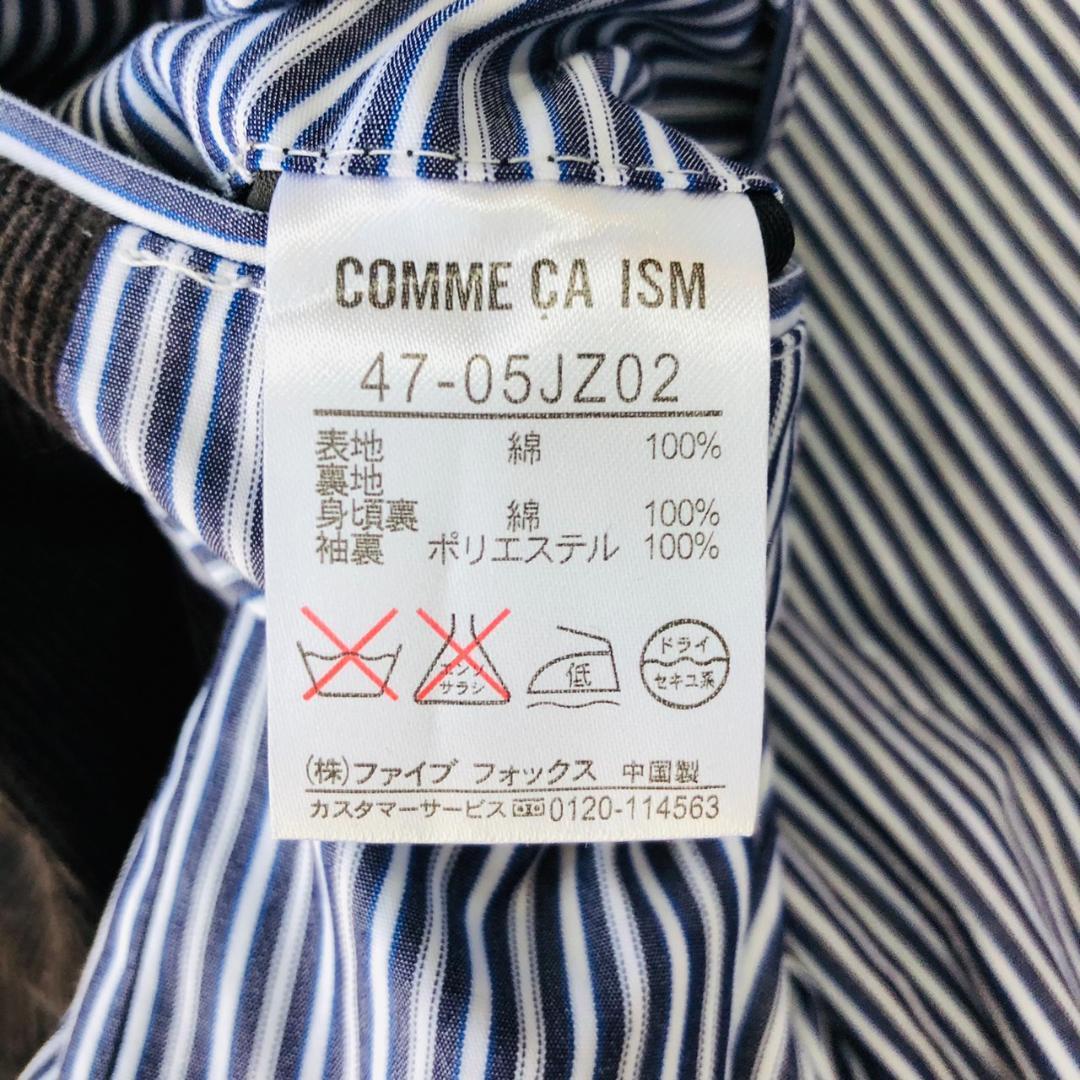 COMME ÇA ISM
47-05JZ02
表地 綿 100%
裏地
身頃裏 綿 100%
袖裏 ポリエステル 100%
エンソ
サラシ
低
ドライ
セキユ系
(株)ファイブ フォックス 中国製
カスタマーサービス 0120-114563